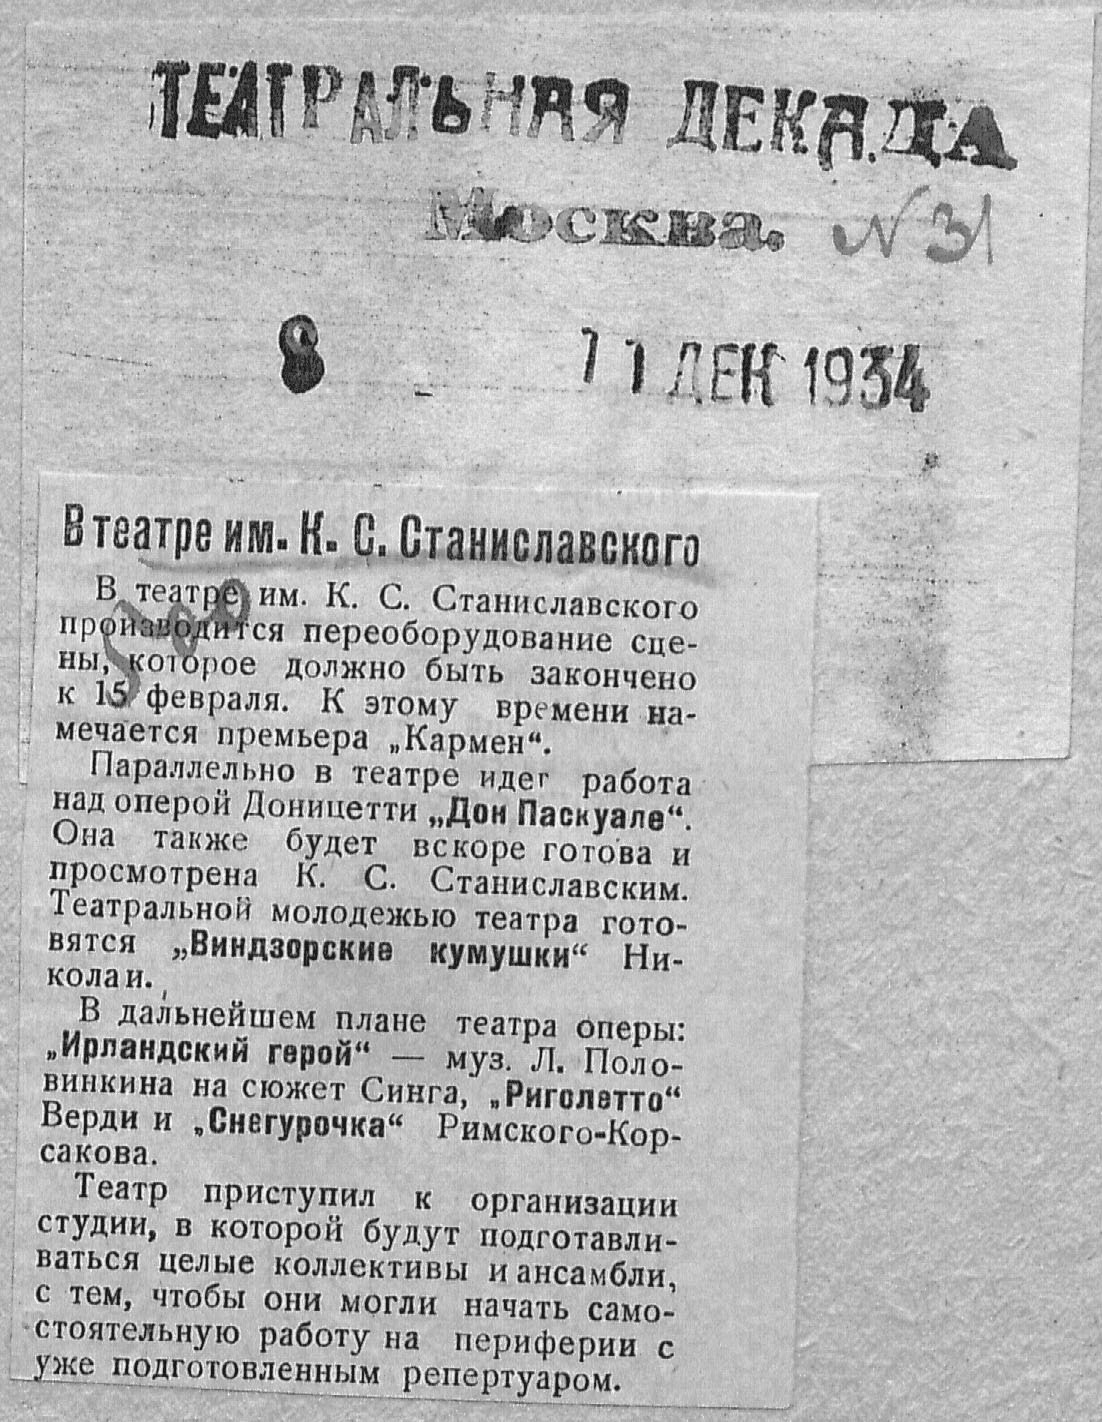 ТЕАТРАЛЬНАЯ ДЕКАДА
Москва. N 31
8 11 ДЕК 1934
В театре им. К. С. Станиславского
В театре им. К. С. Станиславского
производится переоборудование сце-
ны, которое должно быть закончено
к 15 февраля. К этому времени на-
мечается премьера „Кармен“.
Параллельно в театре идет работа
над оперой Доницетти „Дон Паскуале“.
Она также будет вскоре готова и
просмотрена К. С. Станиславским.
Театральной молодежью театра гото-
вятся „Виндзорские кумушки“ Ни-
колаи.
В дальнейшем плане театра оперы:
„Ирландский герой“ — муз. Л. Поло-
винкина на сюжет Синга, „Риголетто“
Верди и „Снегурочка“ Римского-Кор-
сакова.
Театр приступил к организации
студии, в которой будут подготавли-
ваться целые коллективы и ансамбли,
с тем, чтобы они могли начать само-
стоятельную работу на периферии с
уже подготовленным репертуаром.